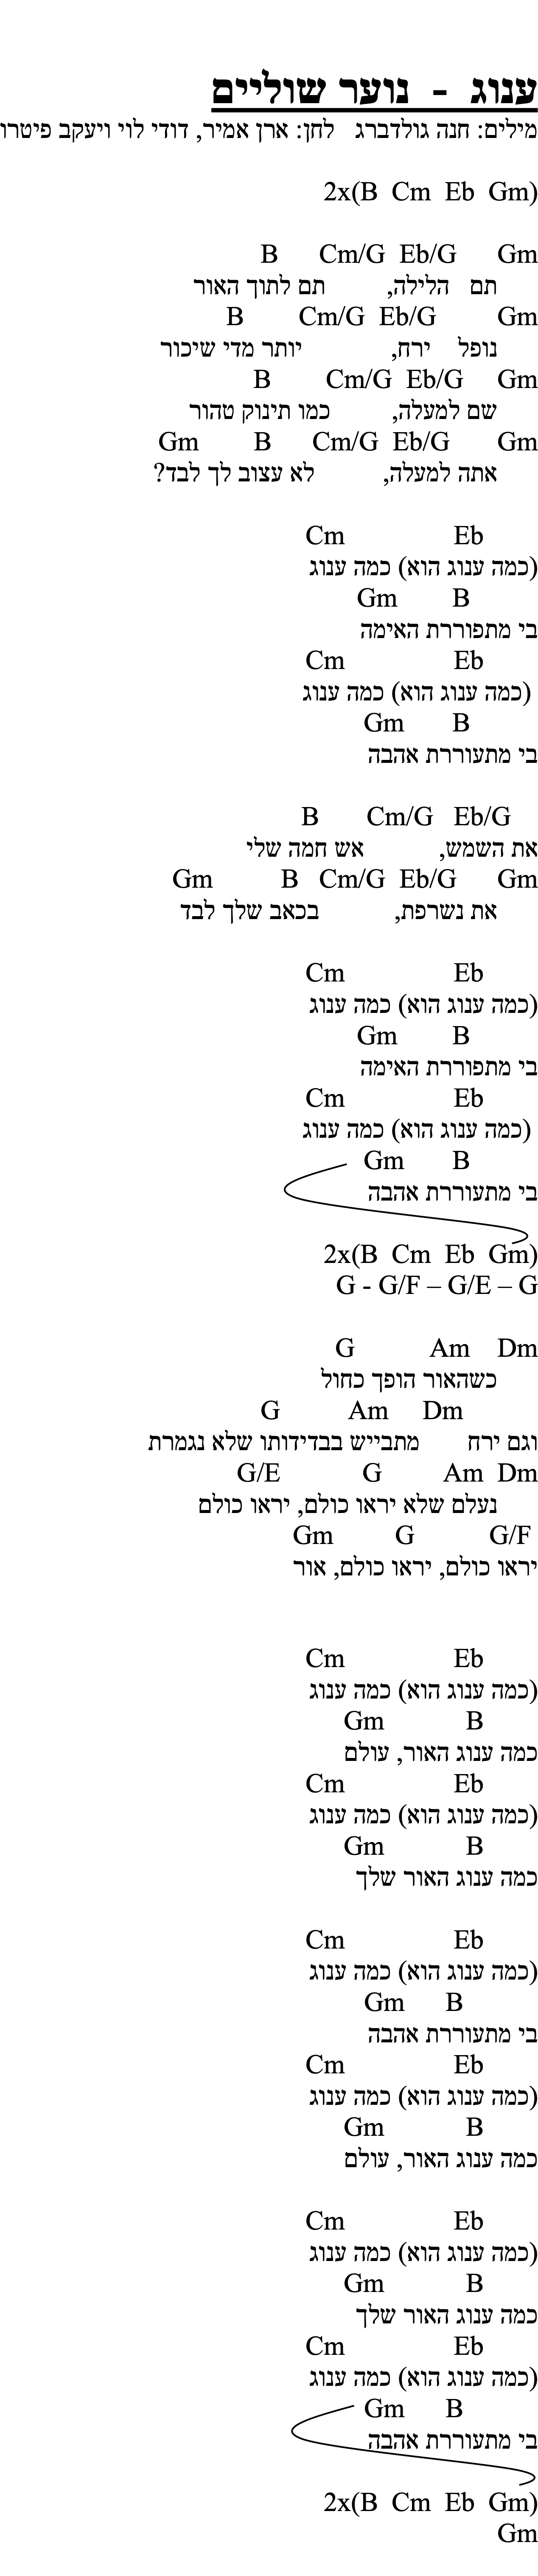 ענוג - נוער שוליים
מילים: חנה גולדברג לחן: ארן אמיר, דודי לוי ויעקב פיטרו
2x(B Cm Eb Gm)
B Cm/G Eb/G Gm
תם הלילה, תם לתוך האור
B Cm/G Eb/G Gm
נופל ירח, יותר מדי שיכור
B Cm/G Eb/G Gm
שם למעלה, כמו תינוק טהור
Gm B Cm/G Eb/G Gm
אתה למעלה, לא עצוב לך לבד?
Cm Eb
(כמה ענוג הוא) כמה ענוג
Gm B
בי מתפוררת האימה
Cm Eb
(כמה ענוג הוא) כמה ענוג
Gm B
בי מתעוררת אהבה
B Cm/G Eb/G
את השמש, אש חמה שלי
Gm B Cm/G Eb/G Gm
את נשרפת, בכאב שלך לבד
Cm Eb
(כמה ענוג הוא) כמה ענוג
Gm B
בי מתפוררת האימה
Cm Eb
(כמה ענוג הוא) כמה ענוג
Gm B
בי מתעוררת אהבה
2x(B Cm Eb Gm)
G - G/F – G/E – G
G Am Dm
כשהאור הופך כחול
G Am Dm
וגם ירח מתבייש בבדידותו שלא נגמרת
G/E G Am Dm
נעלם שלא יראו כולם, יראו כולם
Gm G G/F
יראו כולם, יראו כולם, אור
Cm Eb
(כמה ענוג הוא) כמה ענוג
Gm B
כמה ענוג האור, עולם
Cm Eb
(כמה ענוג הוא) כמה ענוג
Gm B
כמה ענוג האור שלך
Cm Eb
(כמה ענוג הוא) כמה ענוג
Gm B
בי מתעוררת אהבה
Cm Eb
(כמה ענוג הוא) כמה ענוג
Gm B
כמה ענוג האור, עולם
Cm Eb
(כמה ענוג הוא) כמה ענוג
Gm B
כמה ענוג האור שלך
Cm Eb
(כמה ענוג הוא) כמה ענוג
Gm B
בי מתעוררת אהבה
2x(B Cm Eb Gm)
Gm